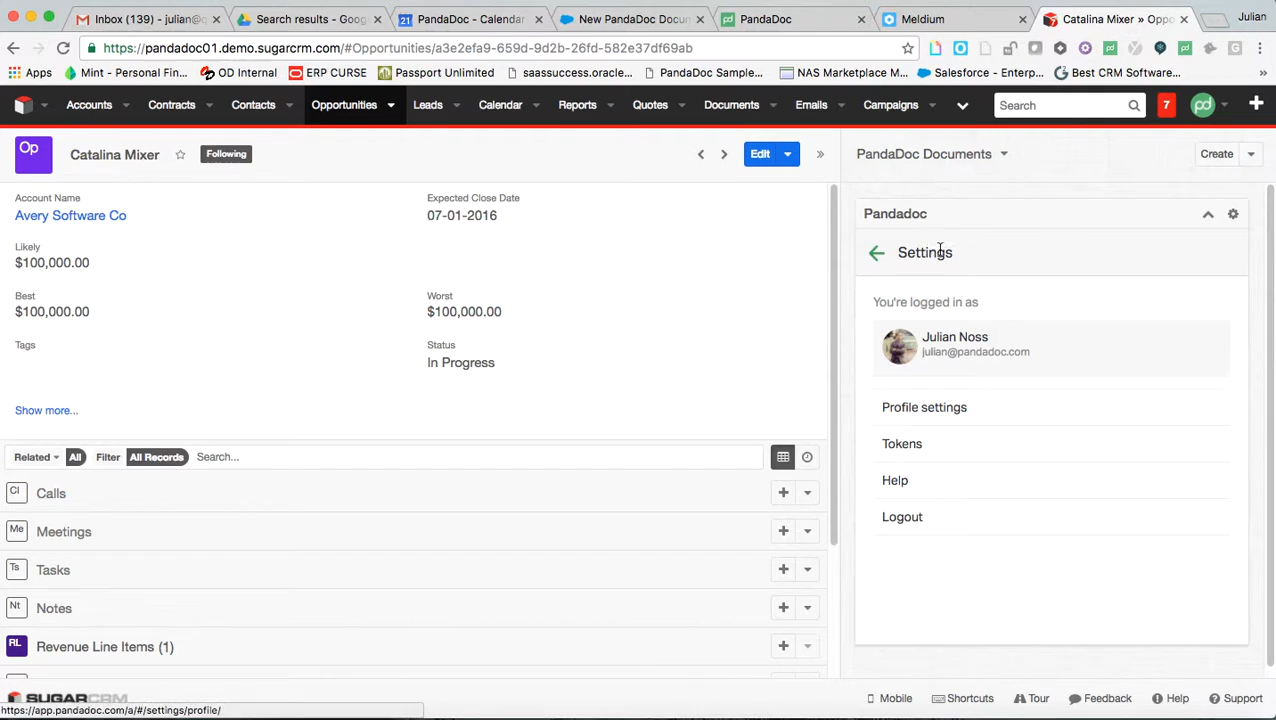 Inbox (139) - julian@q
Search results - goog
PandaDoc - Calendar
New PandaDoc Docum
PandaDoc
Meldium
Catalina Mixer » Oppo
Julian
https://pandadoc01.demo.sugarcrm.com/#Opportunities/a3e2efa9-659d-9d2b-26fd-582e37df69ab
Apps
Mint - Personal Fin...
OD Internal
ERP CURSE
Passport Unlimited
saassuccess.oracle...
PandaDoc Sample...
NAS Marketplace M...
Salesforce - Enterp...
Best CRM Software...
Accounts
Contracts
Contacts
Opportunities
Leads
Calendar
Reports
Quotes
Documents
Emails
Campaigns
Search
7
pd
Op
Catalina Mixer
Following
Edit
PandaDoc Documents
Create
Account Name
Avery Software Co
Expected Close Date
07-01-2016
Likely
$100,000.00
Best
$100,000.00
Worst
$100,000.00
Tags
Status
In Progress
Show more...
Related
All
Filter
All Records
Search...
Cl Calls
Me Meetings
Ts Tasks
Nt Notes
RL Revenue Line Items (1)
Pandadoc
Settings
You're logged in as
Julian Noss
julian@pandadoc.com
Profile settings
Tokens
Help
Logout
SUGARCRM
Mobile
Shortcuts
Tour
Feedback
Help
Support
https://app.pandadoc.com/a/#/settings/profile/